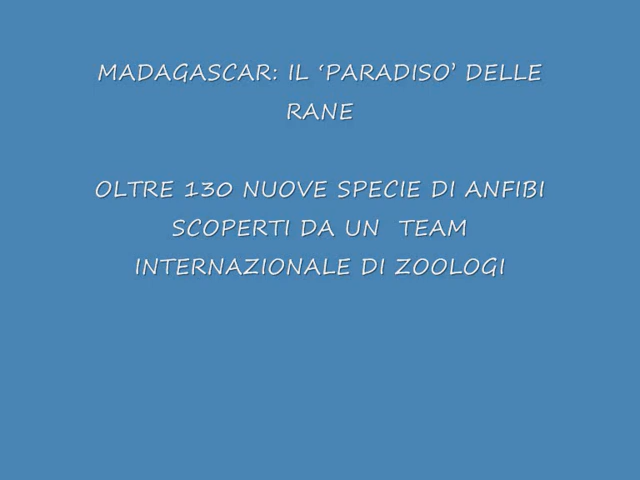 MADAGASCAR: IL ‘PARADISO’ DELLE
RANE
OLTRE 130 NUOVE SPECIE DI ANFIBI
SCOPERTI DA UN TEAM
INTERNAZIONALE DI ZOOLOGI